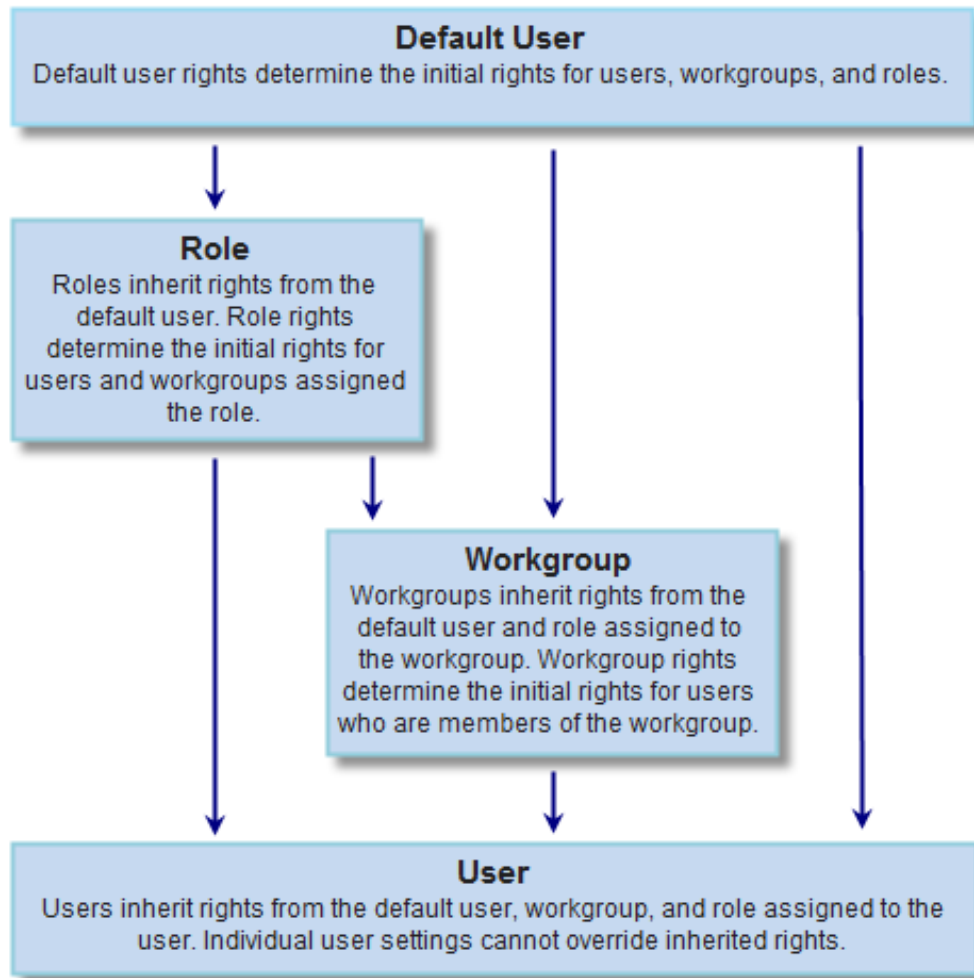 Default User
Default user rights determine the initial rights for users, workgroups, and roles.
Role
Roles inherit rights from the
default user. Role rights
determine the initial rights for
users and workgroups assigned
the role.
Workgroup
Workgroups inherit rights from the
default user and role assigned to
the workgroup. Workgroup rights
determine the initial rights for users
who are members of the workgroup.
User
Users inherit rights from the default user, workgroup, and role assigned to the
user. Individual user settings cannot override inherited rights.